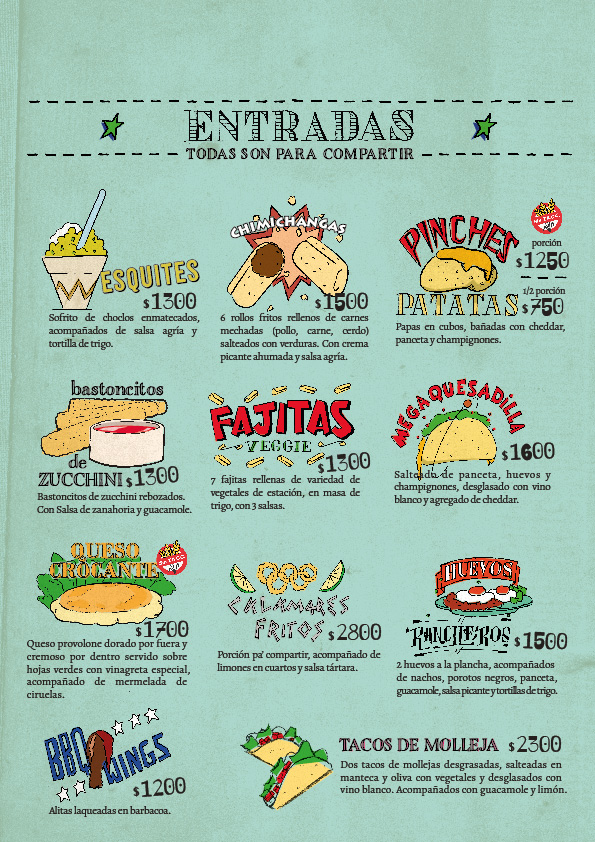 ENTRADAS
TODAS SON PARA COMPARTIR
ESQUITES
$1300
Sofrito de choclos enmatecados,
acompañados de salsa agría y
tortilla de trigo.
CHIMICHANGAS
$1500
6 rollos fritos rellenos de carnes
mechadas (pollo, carne, cerdo)
salteados con verduras. Con crema
picante ahumada y salsa agría.
PINCHES
PATATAS
porción
$1250
1/2 porción
$750
Papas en cubos, bañadas con cheddar,
panceta y champignones.
bastoncitos
de
ZUCCHINI $1300
Bastoncitos de zucchini rebozados.
Con Salsa de zanahoria y guacamole.
FAJITAS
VEGGIE
$1300
7 fajitas rellenas de variedad de
vegetales de estación, en masa de
trigo, con 3 salsas.
MEGAQUESADILLA
$1600
Salteado de panceta, huevos y
champignones, desglasado con vino
blanco y agregado de cheddar.
QUESO
CROCANTE
$1700
Queso provolone dorado por fuera y
cremoso por dentro servido sobre
hojas verdes con vinagreta especial,
acompañado de mermelada de
ciruelas.
CALAMARES
FRITOS $2800
Porción pa' compartir, acompañado de
limones en cuartos y salsa tártara.
HUEVOS
RANCHEROS $1500
2 huevos a la plancha, acompañados
de nachos, porotos negros, panceta,
guacamole, salsa picante y tortillas de trigo.
BBQ WINGS
$1200
Alitas laqueadas en barbacoa.
TACOS DE MOLLEJA $2300
Dos tacos de mollejas desgrasadas, salteadas en
manteca y oliva con vegetales y desglasados con
vino blanco. Acompañados con guacamole y limón.